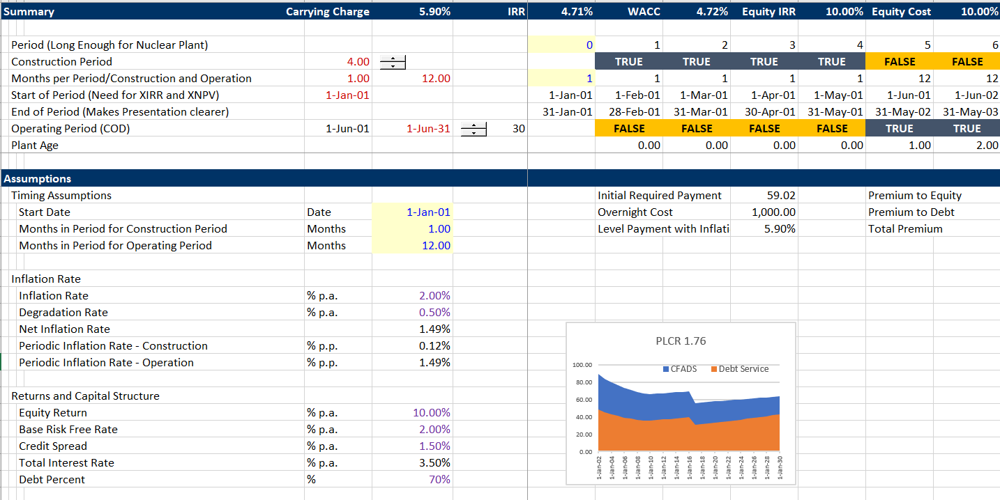 Summary Carrying Charge 5.90% IRR 4.71% WACC 4.72% Equity IRR 10.00% Equity Cost 10.00%
Period (Long Enough for Nuclear Plant) 0 1 2 3 4 5 6
Construction Period 4.00 TRUE TRUE TRUE TRUE FALSE FALSE
Months per Period/Construction and Operation 1.00 12.00 1 1 1 1 1 12 12
Start of Period (Need for XIRR and XNPV) 1-Jan-01 1-Jan-01 1-Feb-01 1-Mar-01 1-Apr-01 1-May-01 1-Jun-01 1-Jun-02
End of Period (Makes Presentation clearer) 31-Jan-01 28-Feb-01 31-Mar-01 30-Apr-01 31-May-01 31-May-02 31-May-03
Operating Period (COD) 1-Jun-01 1-Jun-31 30 FALSE FALSE FALSE FALSE TRUE TRUE
Plant Age 0.00 0.00 0.00 0.00 1.00 2.00
Assumptions
Timing Assumptions Initial Required Payment 59.02 Premium to Equity
Start Date Date 1-Jan-01 Overnight Cost 1,000.00 Premium to Debt
Months in Period for Construction Period Months 1.00 Level Payment with Inflati 5.90% Total Premium
Months in Period for Operating Period Months 12.00
Inflation Rate
Inflation Rate % p.a. 2.00%
Degradation Rate % p.a. 0.50%
Net Inflation Rate 1.49%
Periodic Inflation Rate - Construction % p.p. 0.12%
Periodic Inflation Rate - Operation % p.p. 1.49%
Returns and Capital Structure
Equity Return % p.a. 10.00%
Base Risk Free Rate % p.a. 2.00%
Credit Spread % p.a. 1.50%
Total Interest Rate % p.a. 3.50%
Debt Percent % 70%
PLCR 1.76
CFADS Debt Service
100.00
80.00
60.00
40.00
20.00
0.00
1-Jan-02 1-Jan-04 1-Jan-06 1-Jan-08 1-Jan-10 1-Jan-12 1-Jan-14 1-Jan-16 1-Jan-18 1-Jan-20 1-Jan-22 1-Jan-24 1-Jan-26 1-Jan-28 1-Jan-30